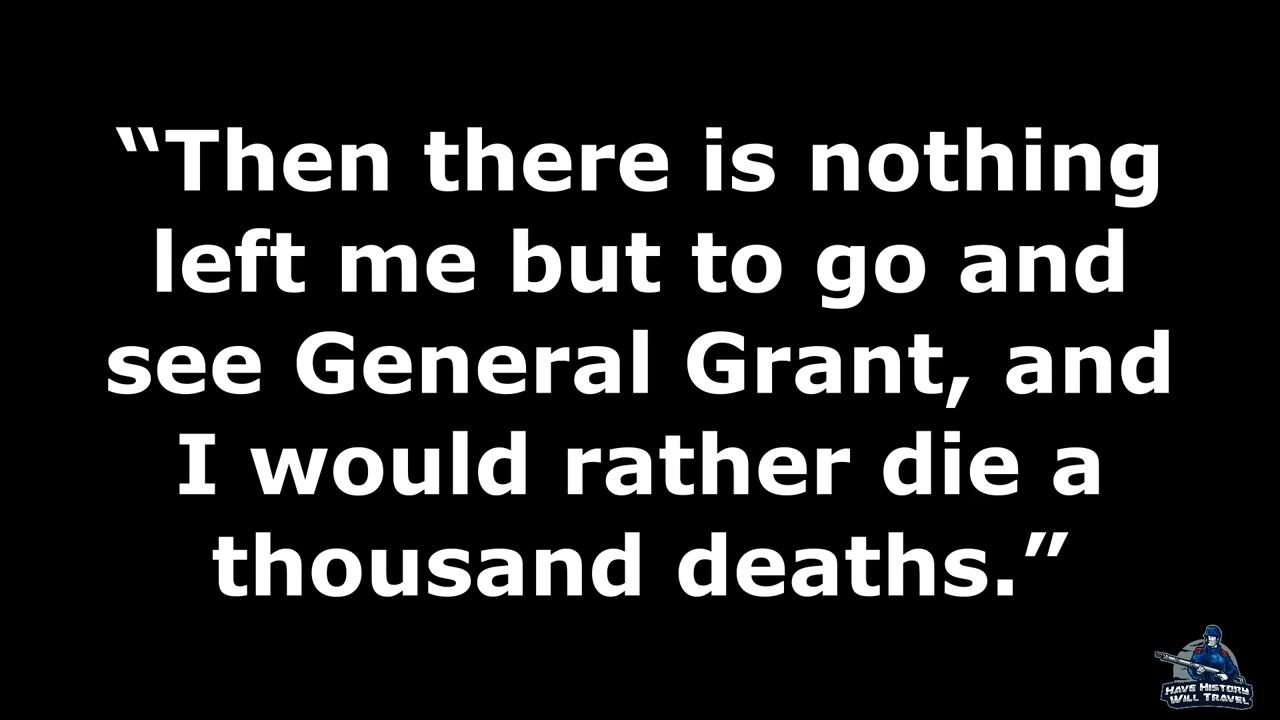 “Then there is nothing
left me but to go and
see General Grant, and
I would rather die a
thousand deaths.”
Have History
Will Travel